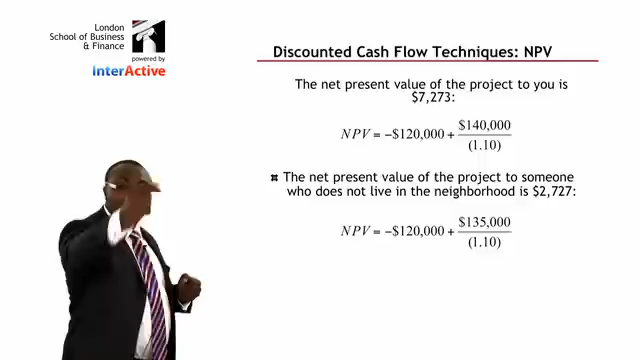 London
School of Business
& Finance
powered by
InterActive
Discounted Cash Flow Techniques: NPV
The net present value of the project to you is
$7,273:
NPV = −$120,000 + $140,000 / (1.10)
⌘ The net present value of the project to someone
who does not live in the neighborhood is $2,727:
NPV = −$120,000 + $135,000 / (1.10)